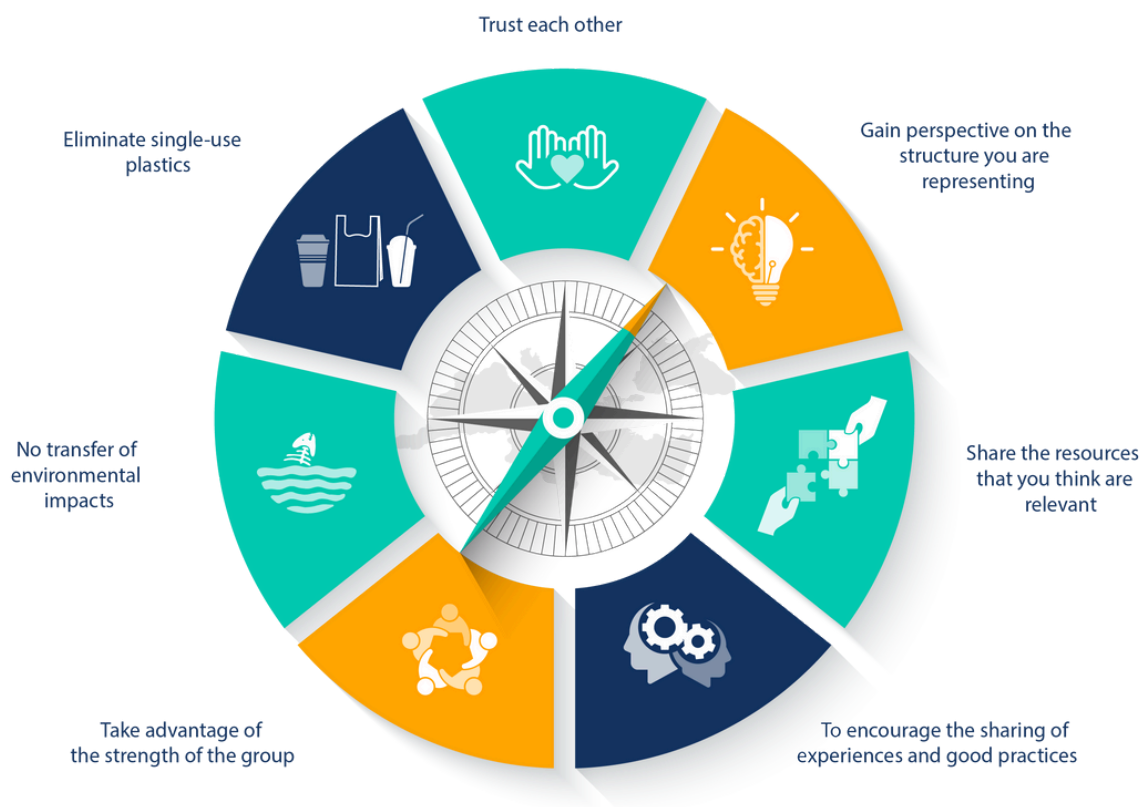 Trust each other
Gain perspective on the
structure you are
representing
Share the resources
that you think are
relevant
To encourage the sharing of
experiences and good practices
Take advantage of
the strength of the group
No transfer of
environmental
impacts
Eliminate single-use
plastics